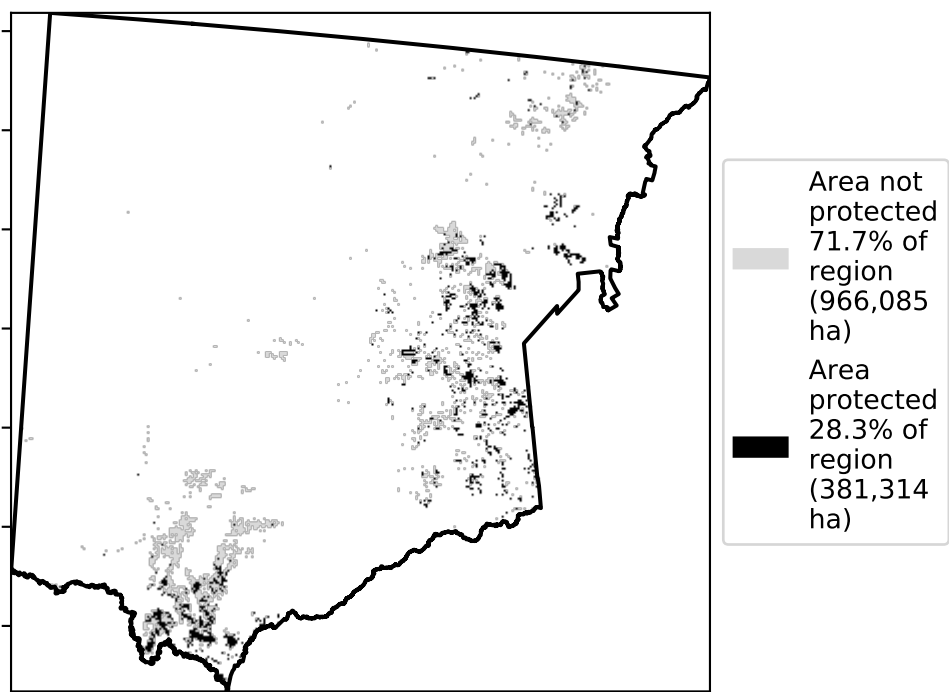 Area not
protected
71.7% of
region
(966,085
ha)
Area
protected
28.3% of
region
(381,314
ha)